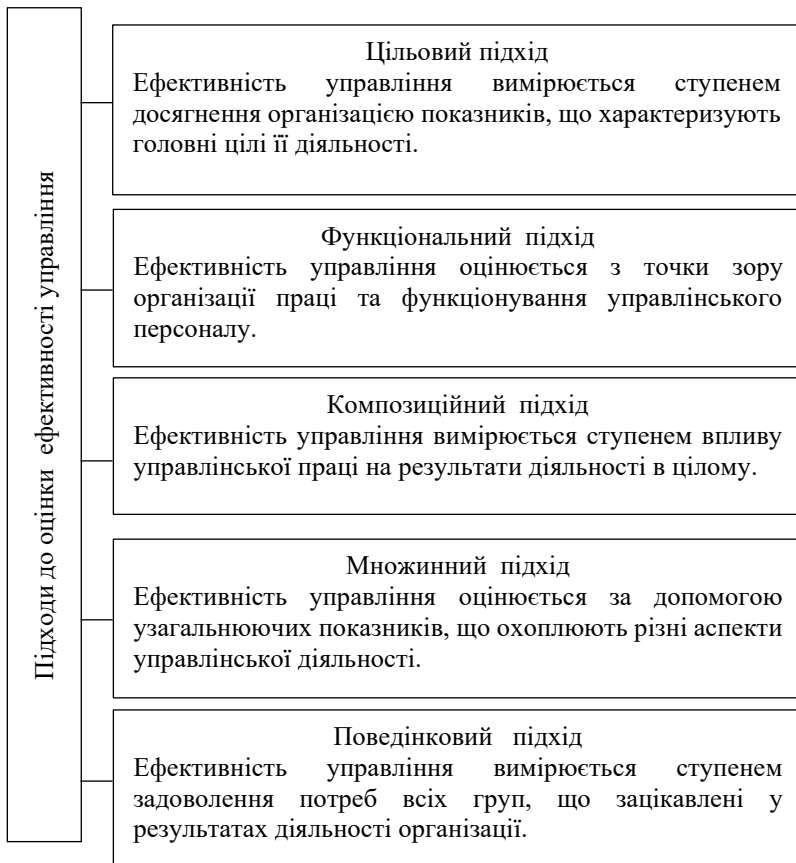 Підходи до оцінки ефективності управління
Цільовий підхід
Ефективність управління вимірюється ступенем
досягнення організацією показників, що характеризують
головні цілі її діяльності.
Функціональний підхід
Ефективність управління оцінюється з точки зору
організації праці та функціонування управлінського
персоналу.
Композиційний підхід
Ефективність управління вимірюється ступенем впливу
управлінської праці на результати діяльності в цілому.
Множинний підхід
Ефективність управління оцінюється за допомогою
узагальнюючих показників, що охоплюють різні аспекти
управлінської діяльності.
Поведінковий підхід
Ефективність управління вимірюється ступенем
задоволення потреб всіх груп, що зацікавлені у
результатах діяльності організації.